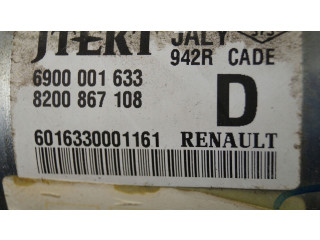 JTEKT JALY
942R CADE
6900 001 633
8200 867 108
D
6016330001161 RENAULT